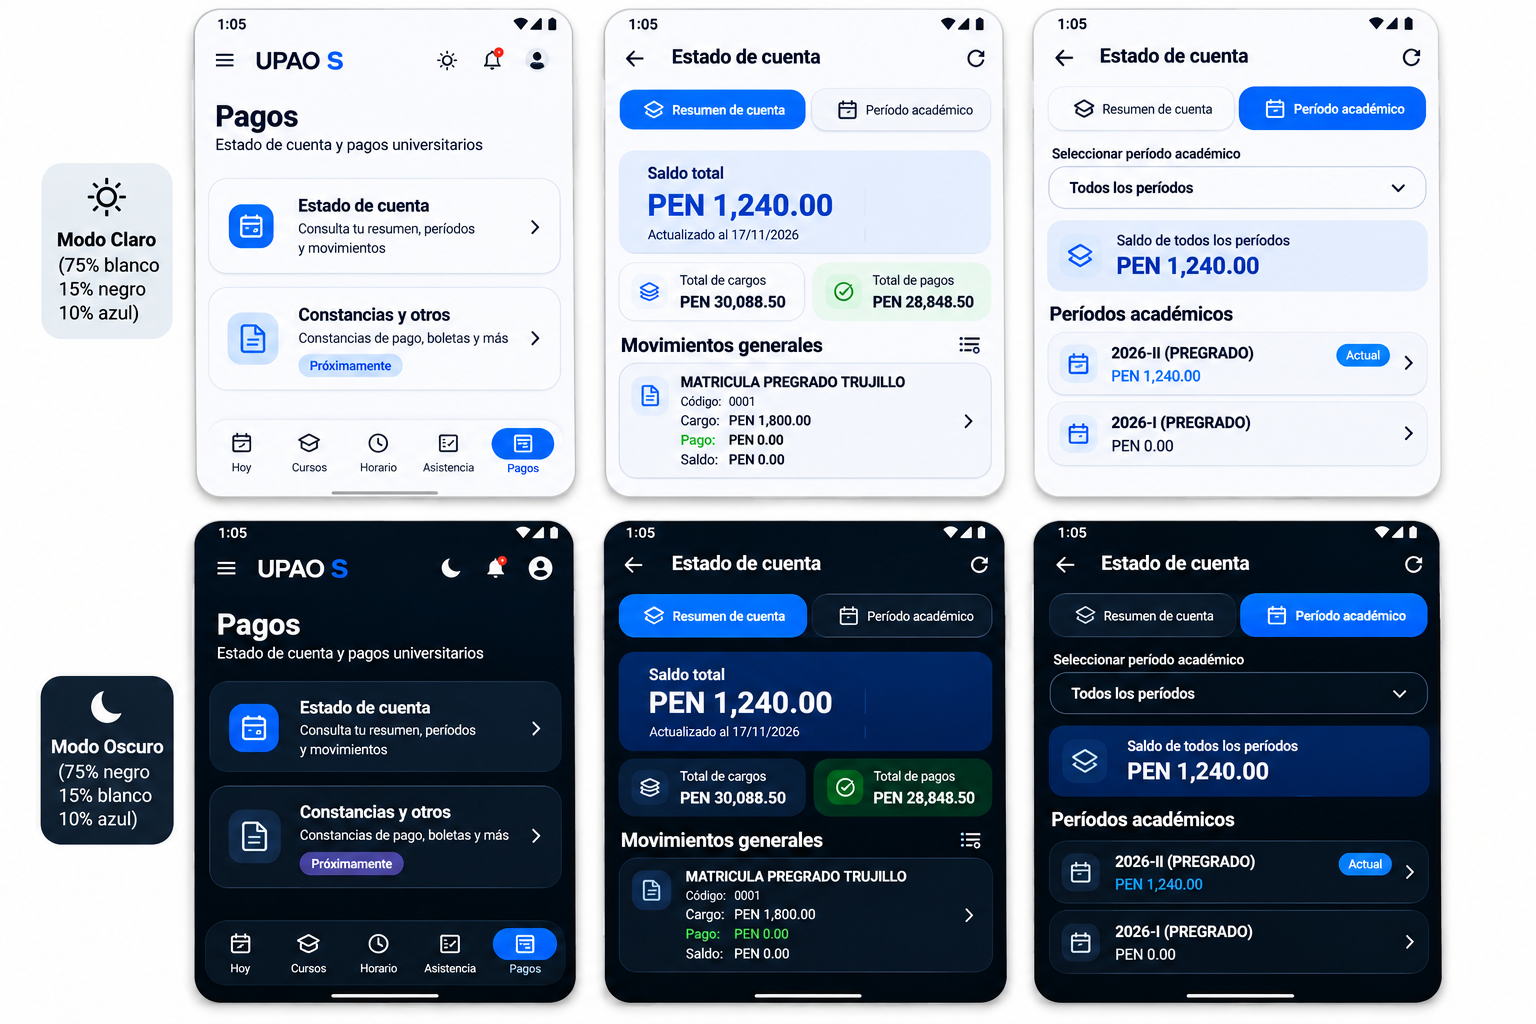 Modo Claro
(75% blanco
15% negro
10% azul)
1:05
UPAO S
Pagos
Estado de cuenta y pagos universitarios
Estado de cuenta
Consulta tu resumen, períodos
y movimientos
Constancias y otros
Constancias de pago, boletas y más
Próximamente
Hoy
Cursos
Horario
Asistencia
Pagos
1:05
Estado de cuenta
Resumen de cuenta
Período académico
Saldo total
PEN 1,240.00
Actualizado al 17/11/2026
Total de cargos
PEN 30,088.50
Total de pagos
PEN 28,848.50
Movimientos generales
MATRICULA PREGRADO TRUJILLO
Código: 0001
Cargo: PEN 1,800.00
Pago: PEN 0.00
Saldo: PEN 0.00
1:05
Estado de cuenta
Resumen de cuenta
Período académico
Seleccionar período académico
Todos los períodos
Saldo de todos los períodos
PEN 1,240.00
Períodos académicos
2026-II (PREGRADO)
PEN 1,240.00
Actual
2026-I (PREGRADO)
PEN 0.00
Modo Oscuro
(75% negro
15% blanco
10% azul)
1:05
UPAO S
Pagos
Estado de cuenta y pagos universitarios
Estado de cuenta
Consulta tu resumen, períodos
y movimientos
Constancias y otros
Constancias de pago, boletas y más
Próximamente
Hoy
Cursos
Horario
Asistencia
Pagos
1:05
Estado de cuenta
Resumen de cuenta
Período académico
Saldo total
PEN 1,240.00
Actualizado al 17/11/2026
Total de cargos
PEN 30,088.50
Total de pagos
PEN 28,848.50
Movimientos generales
MATRICULA PREGRADO TRUJILLO
Código: 0001
Cargo: PEN 1,800.00
Pago: PEN 0.00
Saldo: PEN 0.00
1:05
Estado de cuenta
Resumen de cuenta
Período académico
Seleccionar período académico
Todos los períodos
Saldo de todos los períodos
PEN 1,240.00
Períodos académicos
2026-II (PREGRADO)
PEN 1,240.00
Actual
2026-I (PREGRADO)
PEN 0.00